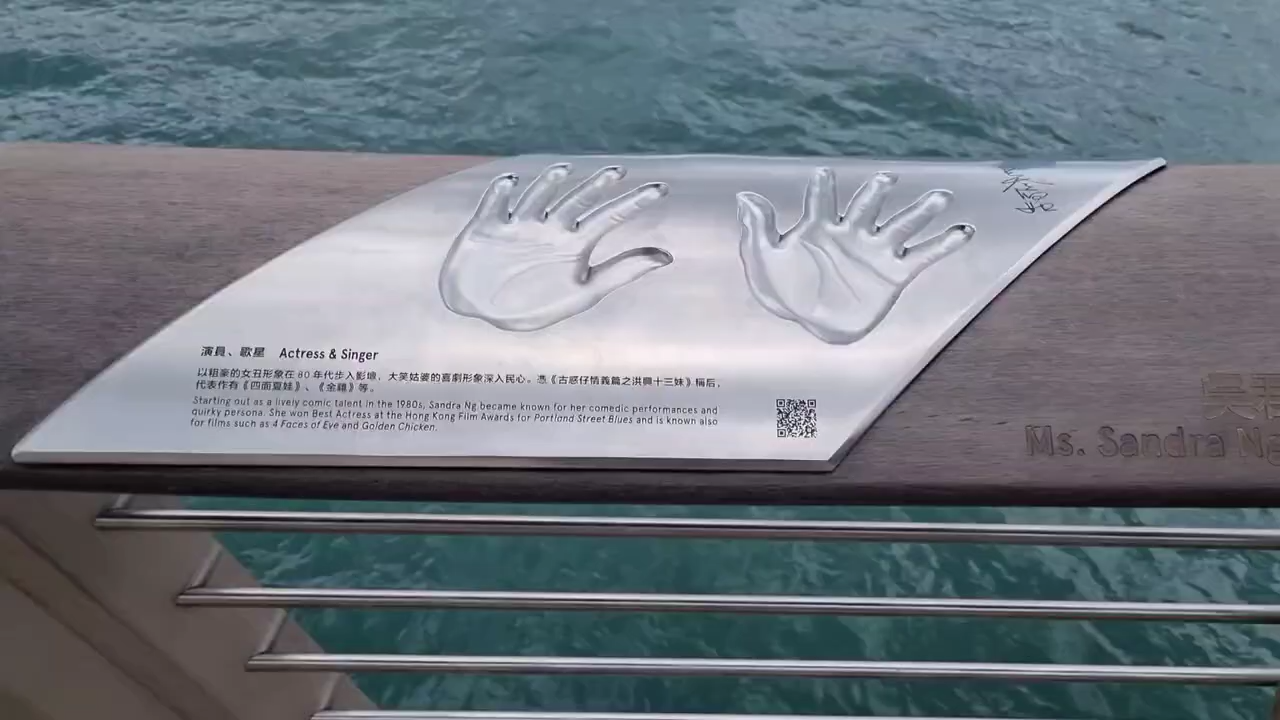 演員、歌星 Actress & Singer
以粗豪的女丑形象在 80 年代步入影壇，大笑姑婆的喜劇形象深入民心。憑《古惑仔情義篇之洪興十三妹》稱后，
代表作有《四面夏娃》、《金雞》等。
Starting out as a lively comic talent in the 1980s, Sandra Ng became known for her comedic performances and
quirky persona. She won Best Actress at the Hong Kong Film Awards for Portland Street Blues and is known also
for films such as 4 Faces of Eve and Golden Chicken.
吳君
Ms. Sandra Ng